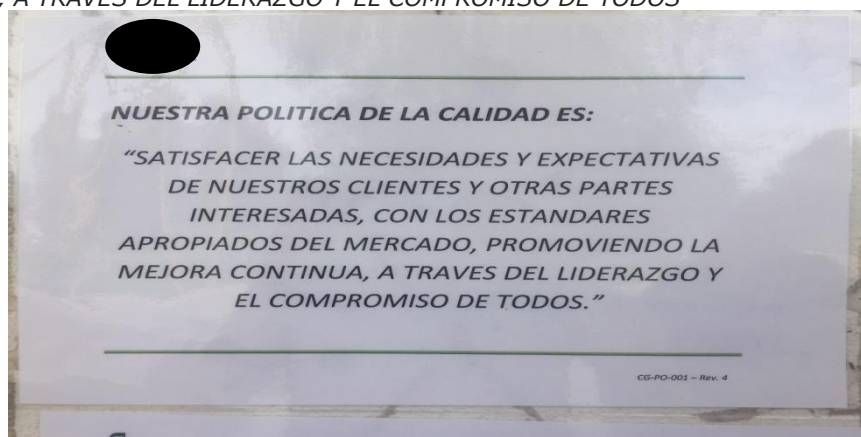 , A TRAVES DEL LIDERAZGO Y EL COMPROMISO DE TODOS
NUESTRA POLITICA DE LA CALIDAD ES:
“SATISFACER LAS NECESIDADES Y EXPECTATIVAS
DE NUESTROS CLIENTES Y OTRAS PARTES
INTERESADAS, CON LOS ESTANDARES
APROPIADOS DEL MERCADO, PROMOVIENDO LA
MEJORA CONTINUA, A TRAVES DEL LIDERAZGO Y
EL COMPROMISO DE TODOS.”
CG-PO-001 – Rev. 4